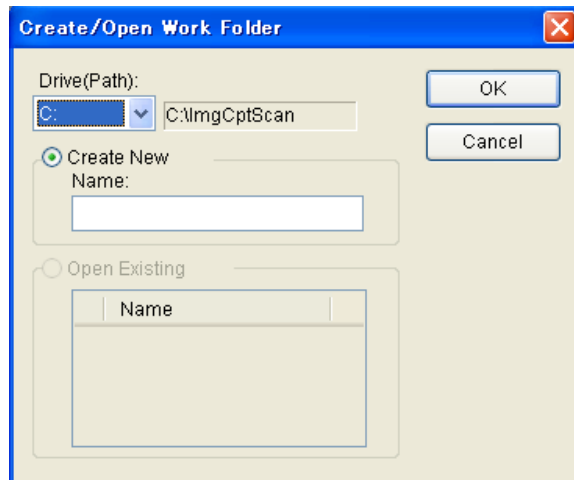 Create/Open Work Folder
Drive(Path):
C: C:\ImgCptScan
OK
Cancel
Create New
Name:
Open Existing
Name